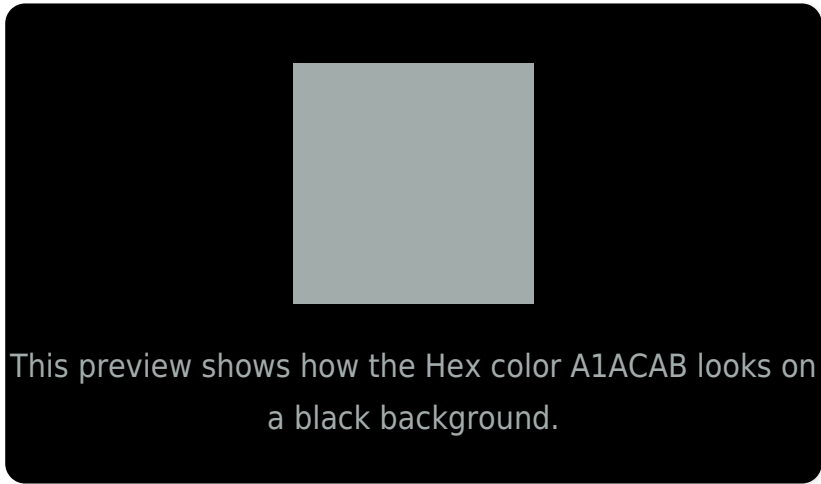 This preview shows how the Hex color A1ACAB looks on
a black background.